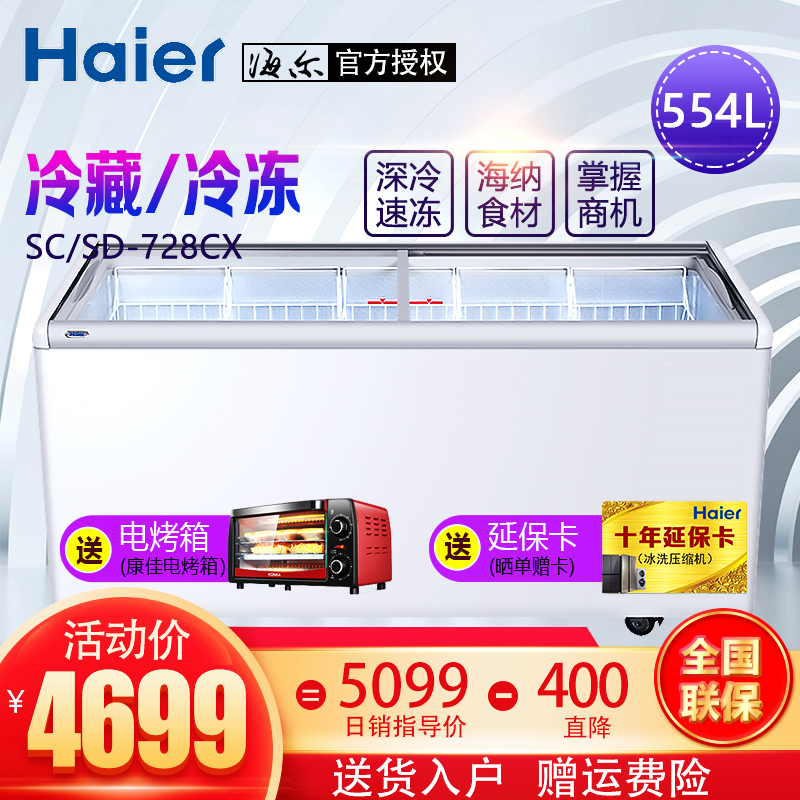 Haier 海尔 官方授权
554L
冷藏/冷冻
深冷速冻
海纳食材
掌握商机
SC/SD-728CX
送 电烤箱
(康佳电烤箱)
KONKA
送 延保卡
(晒单赠卡)
Haier
十年延保卡
(冰洗压缩机)
活动价
¥4699 = 5099 - 400
日销指导价
直降
全国联保
送货入户 赠运费险